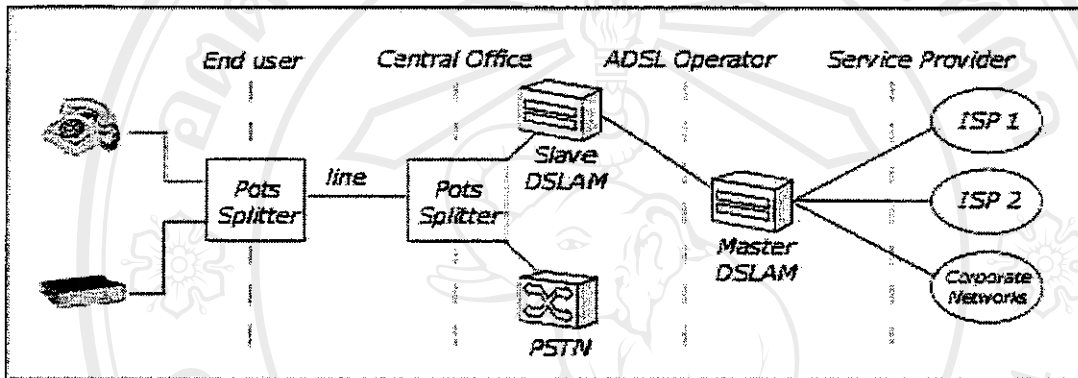 End user Central Office ADSL Operator Service Provider
ISP 1
Slave
DSLAM
line
Pots
Splitter
Pots
Splitter
ISP 2
Master
DSLAM
Corporate
Networks
PSTN